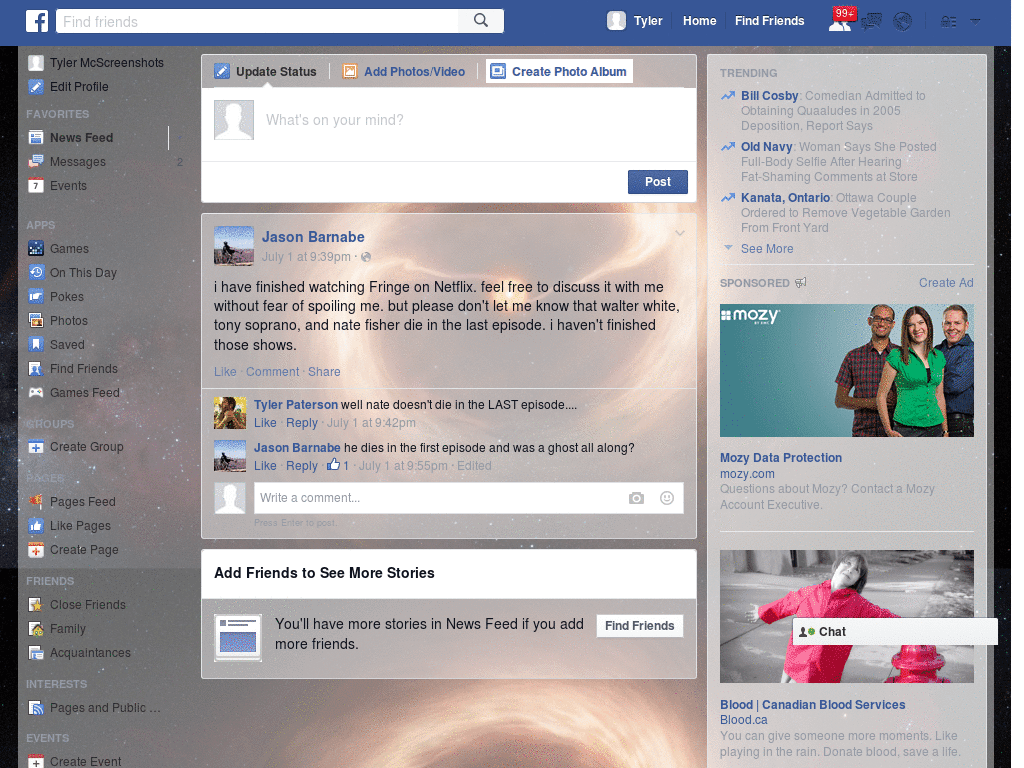 Find friends
Tyler
Home
Find Friends
99+
Tyler McScreenshots
Edit Profile
FAVORITES
News Feed
Messages 2
Events
7
APPS
Games
On This Day
Pokes
Photos
Saved
Find Friends
Games Feed
GROUPS
Create Group
PAGES
Pages Feed
Like Pages
Create Page
FRIENDS
Close Friends
Family
Acquaintances
INTERESTS
Pages and Public ...
EVENTS
Create Event
Update Status
Add Photos/Video
Create Photo Album
What's on your mind?
Post
Jason Barnabe
July 1 at 9:39pm ·
i have finished watching Fringe on Netflix. feel free to discuss it with me
without fear of spoiling me. but please don't let me know that walter white,
tony soprano, and nate fisher die in the last episode. i haven't finished
those shows.
Like · Comment · Share
Tyler Paterson well nate doesn't die in the LAST episode....
Like · Reply · July 1 at 9:42pm
Jason Barnabe he dies in the first episode and was a ghost all along?
Like · Reply · 1 · July 1 at 9:55pm · Edited
Write a comment...
Press Enter to post.
Add Friends to See More Stories
You'll have more stories in News Feed if you add
more friends.
Find Friends
TRENDING
Bill Cosby: Comedian Admitted to
Obtaining Quaaludes in 2005
Deposition, Report Says
Old Navy: Woman Says She Posted
Full-Body Selfie After Hearing
Fat-Shaming Comments at Store
Kanata, Ontario: Ottawa Couple
Ordered to Remove Vegetable Garden
From Front Yard
See More
SPONSORED
Create Ad
mozy
BY EMC
Mozy Data Protection
mozy.com
Questions about Mozy? Contact a Mozy
Account Executive.
Chat
Blood | Canadian Blood Services
Blood.ca
You can give someone more moments. Like
playing in the rain. Donate blood, save a life.